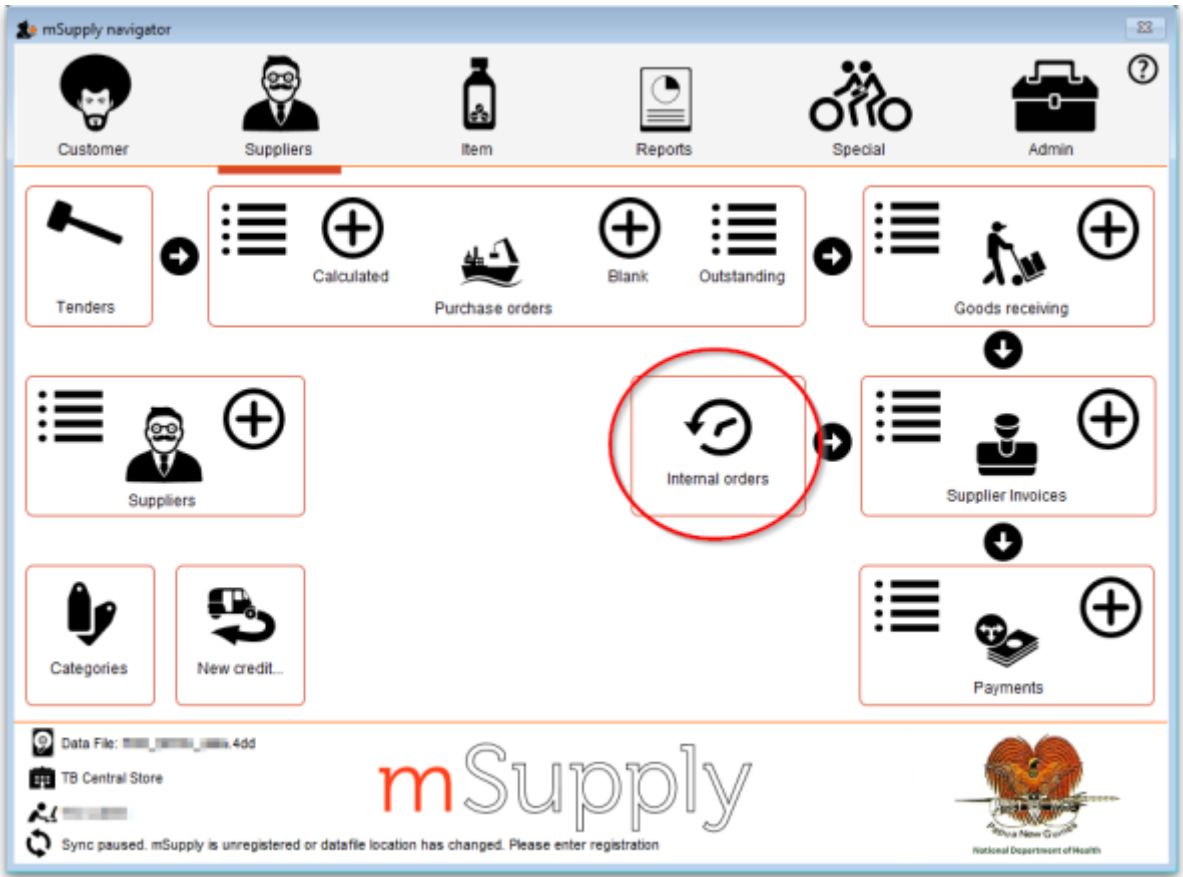 mSupply navigator
Customer
Suppliers
Item
Reports
Special
Admin
?
Tenders
Calculated
Blank
Outstanding
Purchase orders
Goods receiving
Suppliers
Internal orders
Supplier Invoices
Categories
New credit...
Payments
Data File: .4dd
TB Central Store
Sync paused. mSupply is unregistered or datafile location has changed. Please enter registration
mSupply
Papua New Guinea
National Department of Health